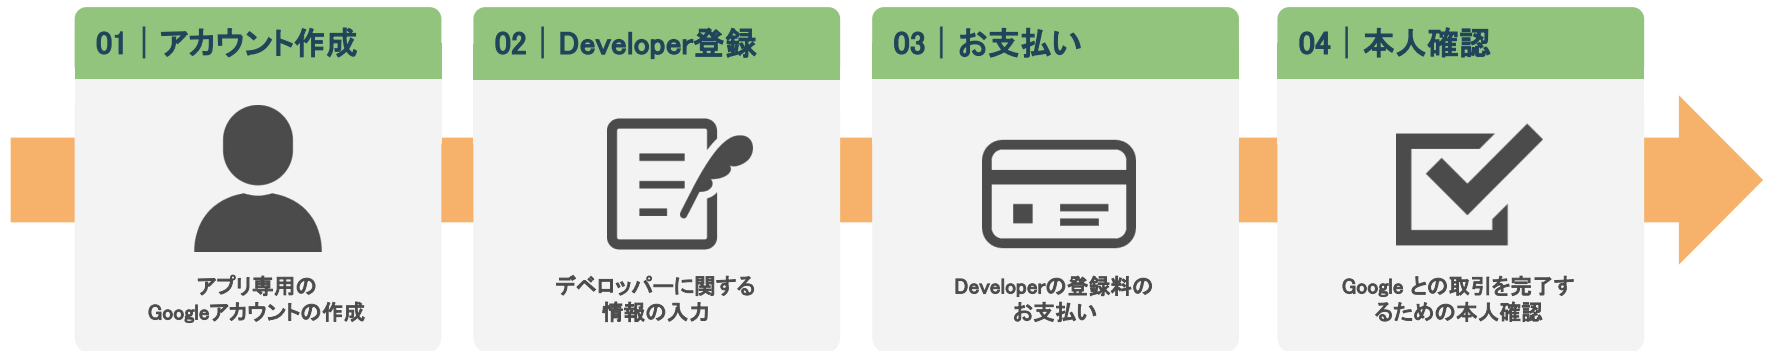 01｜アカウント作成
アプリ専用の
Googleアカウントの作成
02｜Developer登録
デベロッパーに関する
情報の入力
03｜お支払い
Developerの登録料の
お支払い
04｜本人確認
Google との取引を完了す
るための本人確認